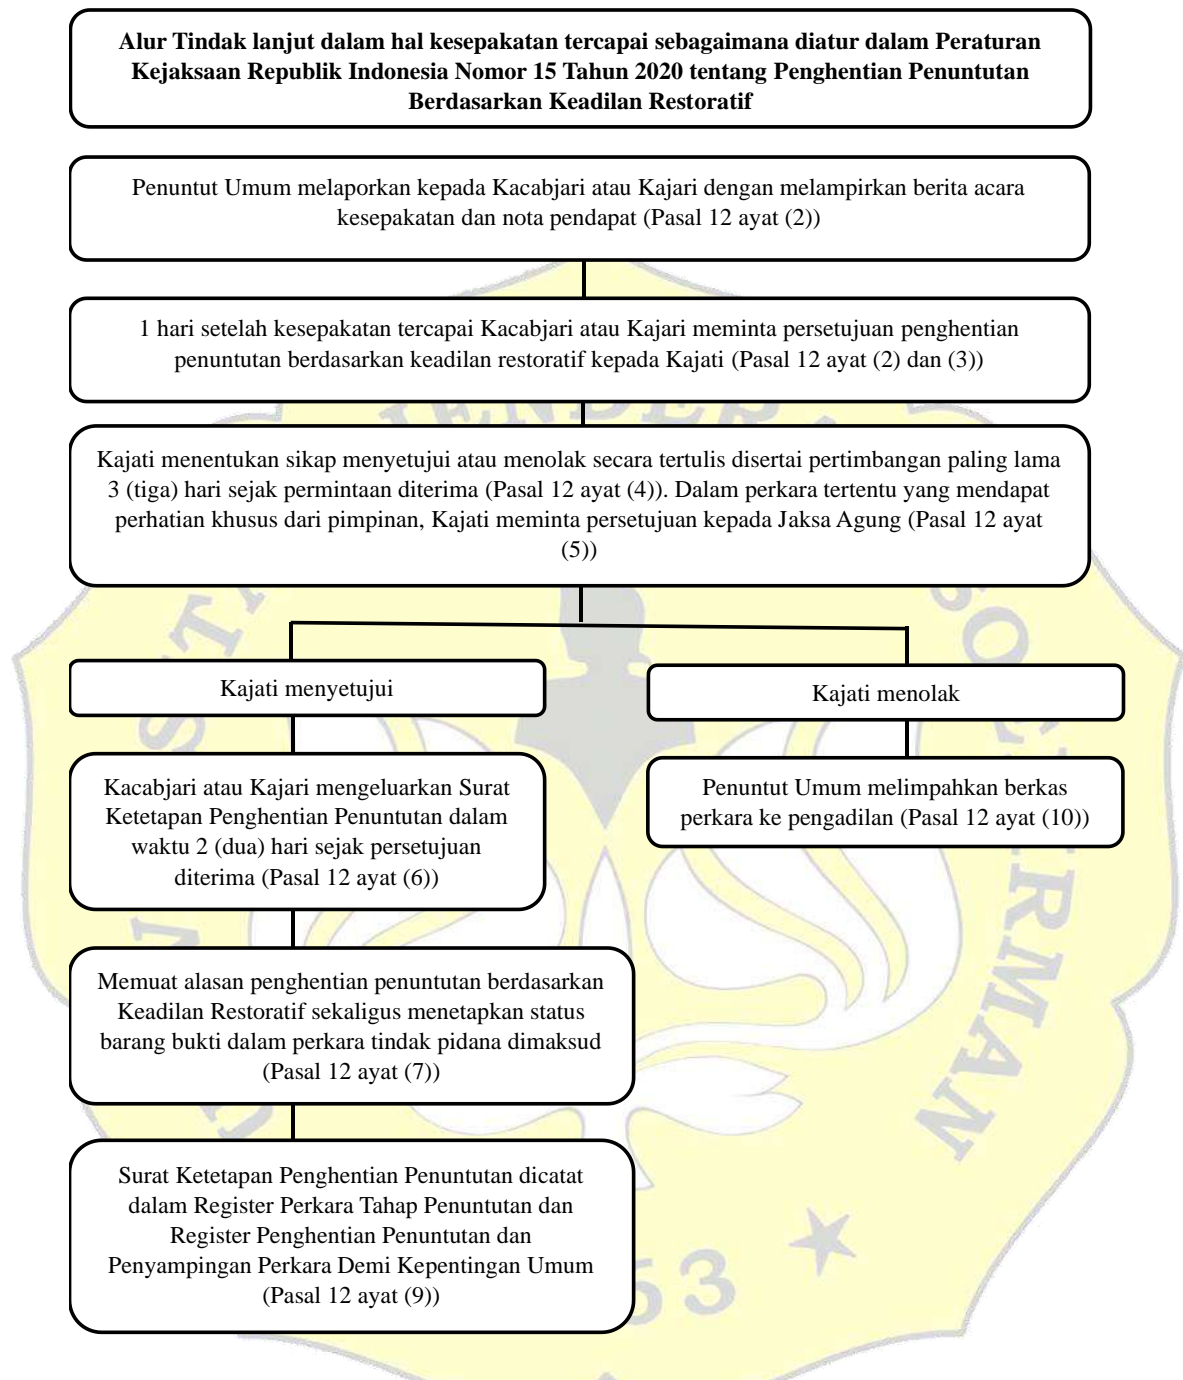 Alur Tindak lanjut dalam hal kesepakatan tercapai sebagaimana diatur dalam Peraturan
Kejaksaan Republik Indonesia Nomor 15 Tahun 2020 tentang Penghentian Penuntutan
Berdasarkan Keadilan Restoratif
Penuntut Umum melaporkan kepada Kacabjari atau Kajari dengan melampirkan berita acara
kesepakatan dan nota pendapat (Pasal 12 ayat (2))
1 hari setelah kesepakatan tercapai Kacabjari atau Kajari meminta persetujuan penghentian
penuntutan berdasarkan keadilan restoratif kepada Kajati (Pasal 12 ayat (2) dan (3))
Kajati menentukan sikap menyetujui atau menolak secara tertulis disertai pertimbangan paling lama
3 (tiga) hari sejak permintaan diterima (Pasal 12 ayat (4)). Dalam perkara tertentu yang mendapat
perhatian khusus dari pimpinan, Kajati meminta persetujuan kepada Jaksa Agung (Pasal 12 ayat
(5))
Kajati menyetujui
Kajati menolak
Kacabjari atau Kajari mengeluarkan Surat
Ketetapan Penghentian Penuntutan dalam
waktu 2 (dua) hari sejak persetujuan
diterima (Pasal 12 ayat (6))
Penuntut Umum melimpahkan berkas
perkara ke pengadilan (Pasal 12 ayat (10))
Memuat alasan penghentian penuntutan berdasarkan
Keadilan Restoratif sekaligus menetapkan status
barang bukti dalam perkara tindak pidana dimaksud
(Pasal 12 ayat (7))
Surat Ketetapan Penghentian Penuntutan dicatat
dalam Register Perkara Tahap Penuntutan dan
Register Penghentian Penuntutan dan
Penyampingan Perkara Demi Kepentingan Umum
(Pasal 12 ayat (9))